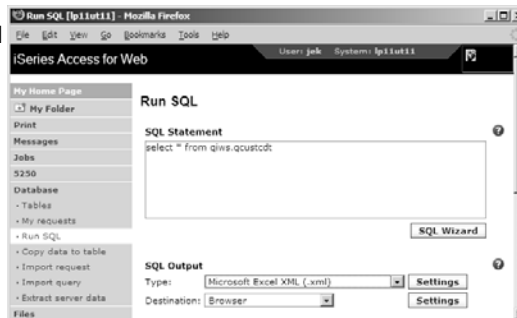 Run SQL [lp11ut11] - Mozilla Firefox
File Edit View Go Bookmarks Tools Help
iSeries Access for Web
User: jek System: lp11ut11
My Home Page
My Folder
Print
Messages
Jobs
5250
Database
- Tables
- My requests
- Run SQL
- Copy data to table
- Import request
- Import query
- Extract server data
Files
Run SQL
SQL Statement
?
select * from qiws.qcustcdt
SQL Wizard
SQL Output
?
Type: Microsoft Excel XML (.xml) Settings
Destination: Browser Settings